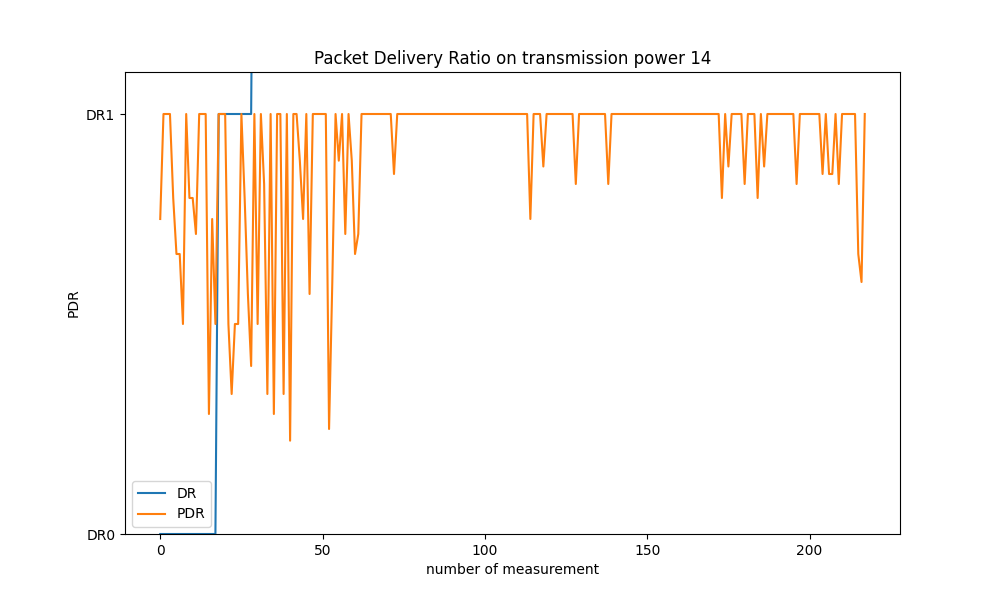 Packet Delivery Ratio on transmission power 14
DR1
PDR
DR0
DR
PDR
0 50 100 150 200
number of measurement